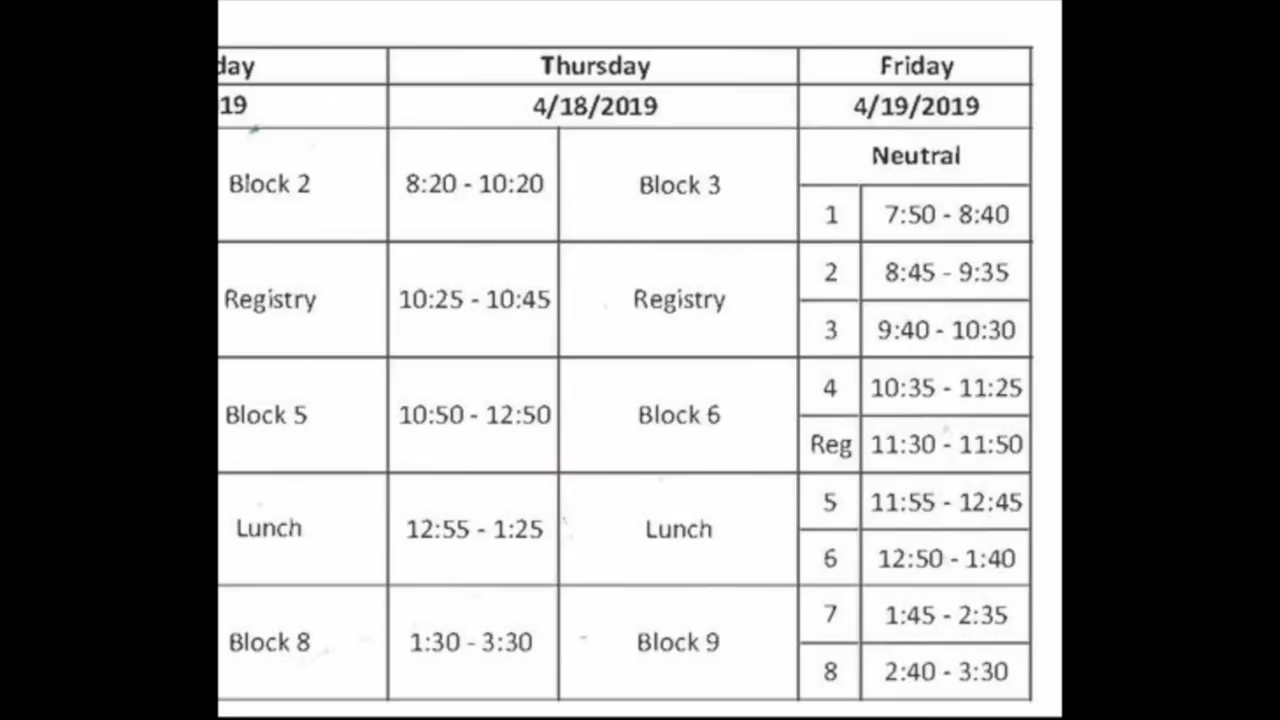 day Thursday Friday
19 4/18/2019 4/19/2019
Neutral
Block 2 8:20 - 10:20 Block 3
1 7:50 - 8:40
2 8:45 - 9:35
Registry 10:25 - 10:45 Registry
3 9:40 - 10:30
4 10:35 - 11:25
Block 5 10:50 - 12:50 Block 6
Reg 11:30 - 11:50
5 11:55 - 12:45
Lunch 12:55 - 1:25 Lunch
6 12:50 - 1:40
7 1:45 - 2:35
Block 8 1:30 - 3:30 Block 9
8 2:40 - 3:30